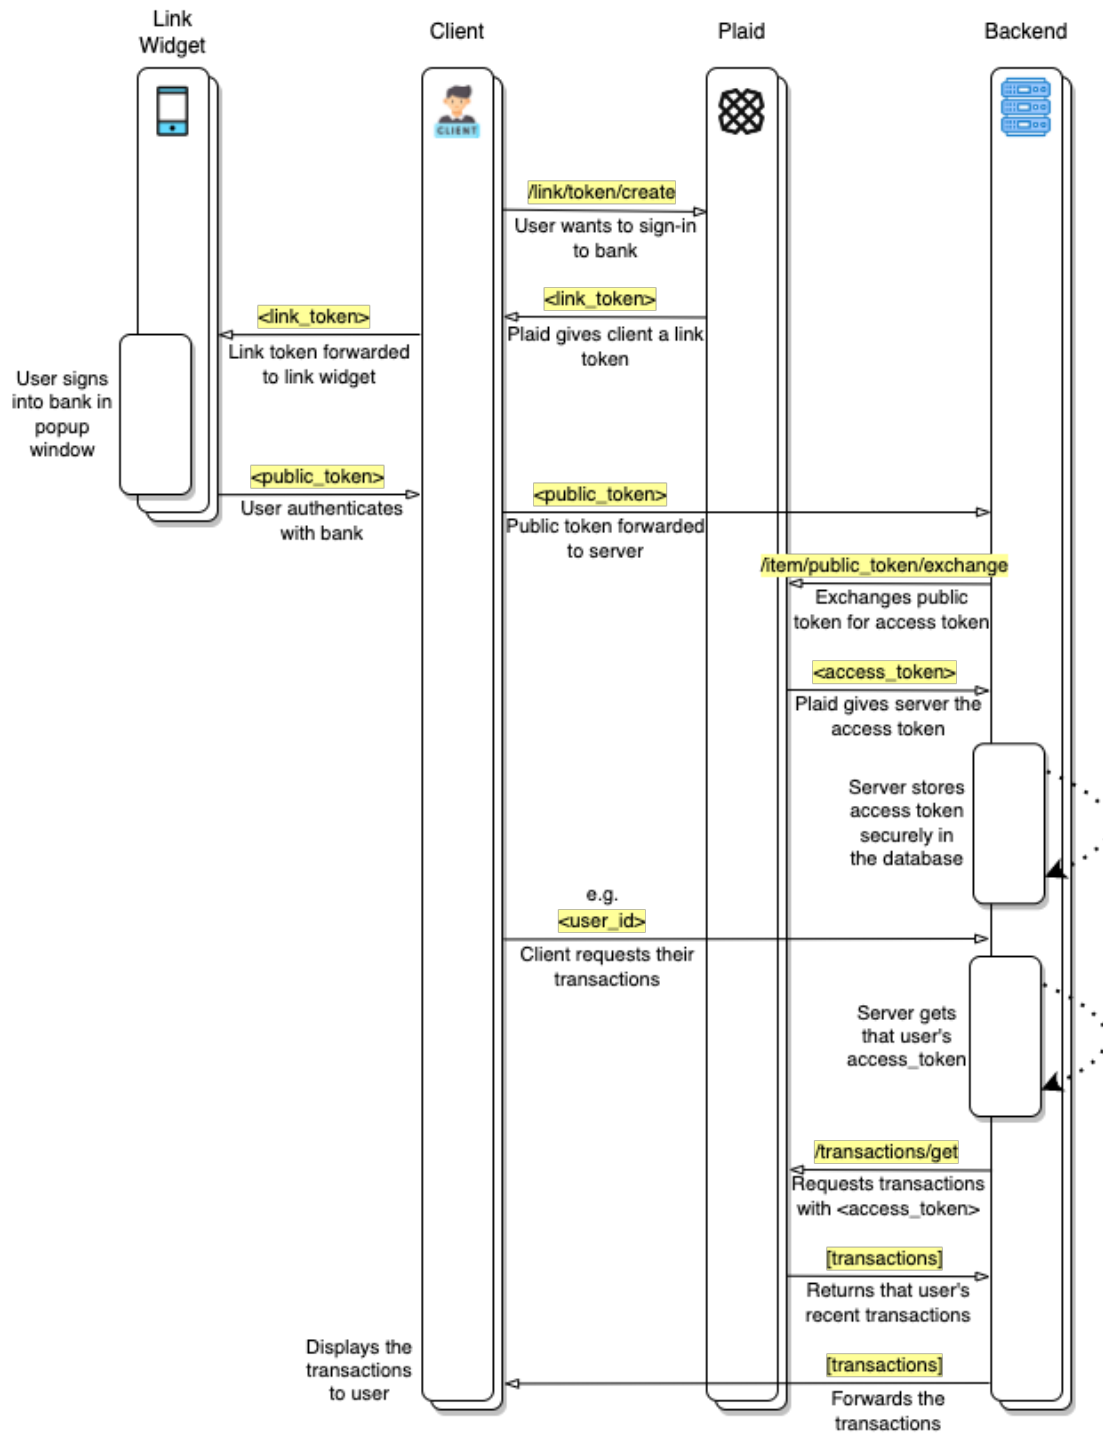 Link
Widget
Client
Plaid
Backend
CLIENT
/link/token/create
User wants to sign-in
to bank
<link_token>
Plaid gives client a link
token
<link_token>
Link token forwarded
to link widget
User signs
into bank in
popup
window
<public_token>
User authenticates
with bank
<public_token>
Public token forwarded
to server
/item/public_token/exchange
Exchanges public
token for access token
<access_token>
Plaid gives server the
access token
Server stores
access token
securely in
the database
e.g.
<user_id>
Client requests their
transactions
Server gets
that user's
access_token
/transactions/get
Requests transactions
with <access_token>
[transactions]
Returns that user's
recent transactions
[transactions]
Forwards the
transactions
Displays the
transactions
to user